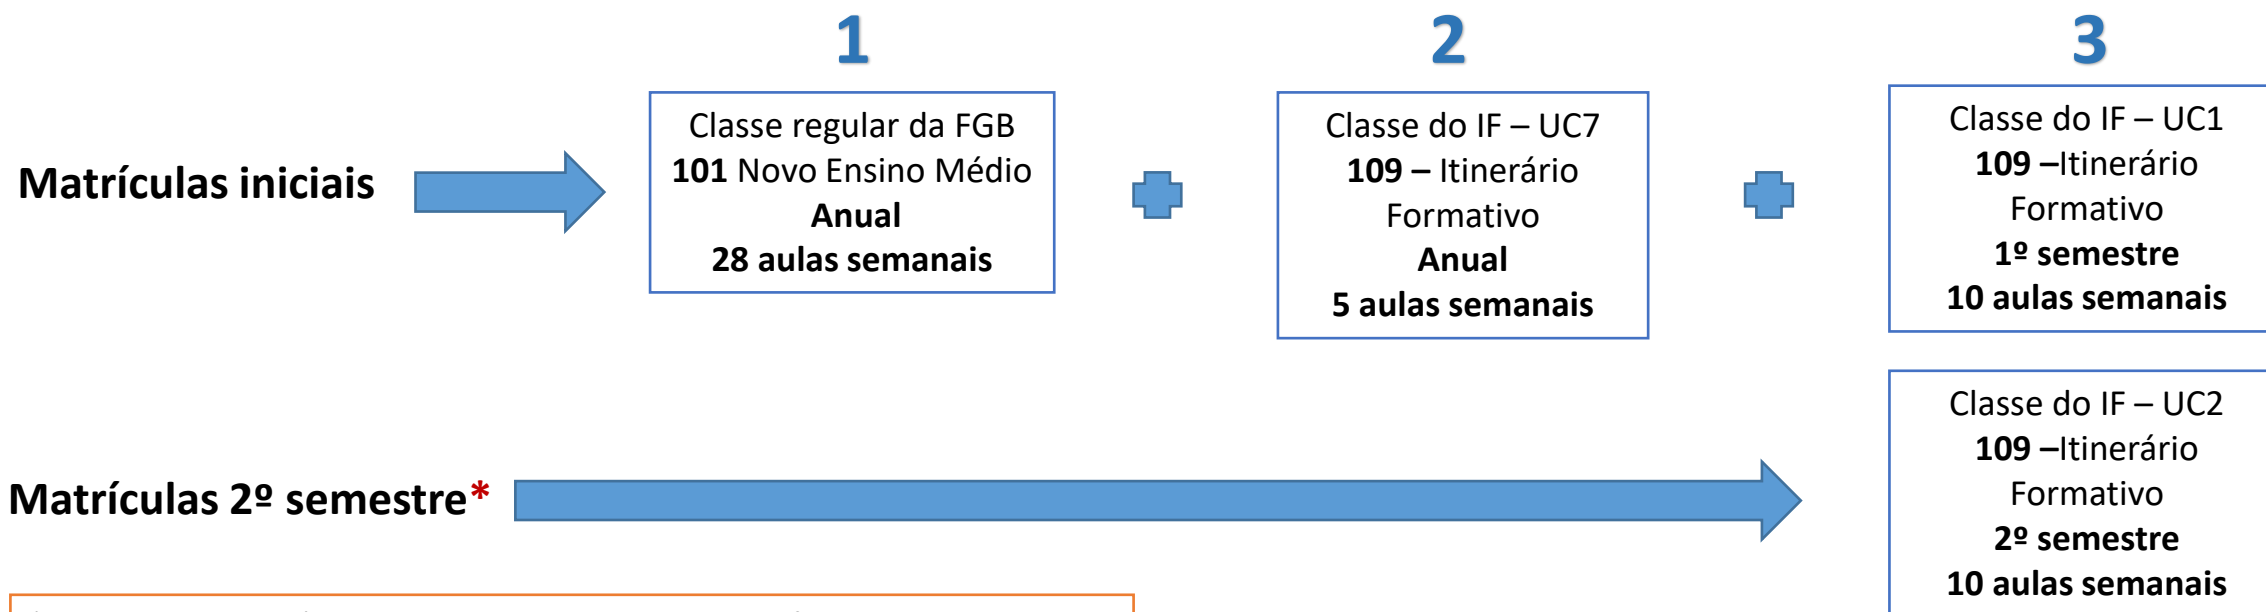 1
2
3
Matrículas iniciais
Classe regular da FGB
101 Novo Ensino Médio
Anual
28 aulas semanais
Classe do IF – UC7
109 – Itinerário
Formativo
Anual
5 aulas semanais
Classe do IF – UC1
109 –Itinerário
Formativo
1º semestre
10 aulas semanais
Matrículas 2º semestre*
Classe do IF – UC2
109 –Itinerário
Formativo
2º semestre
10 aulas semanais